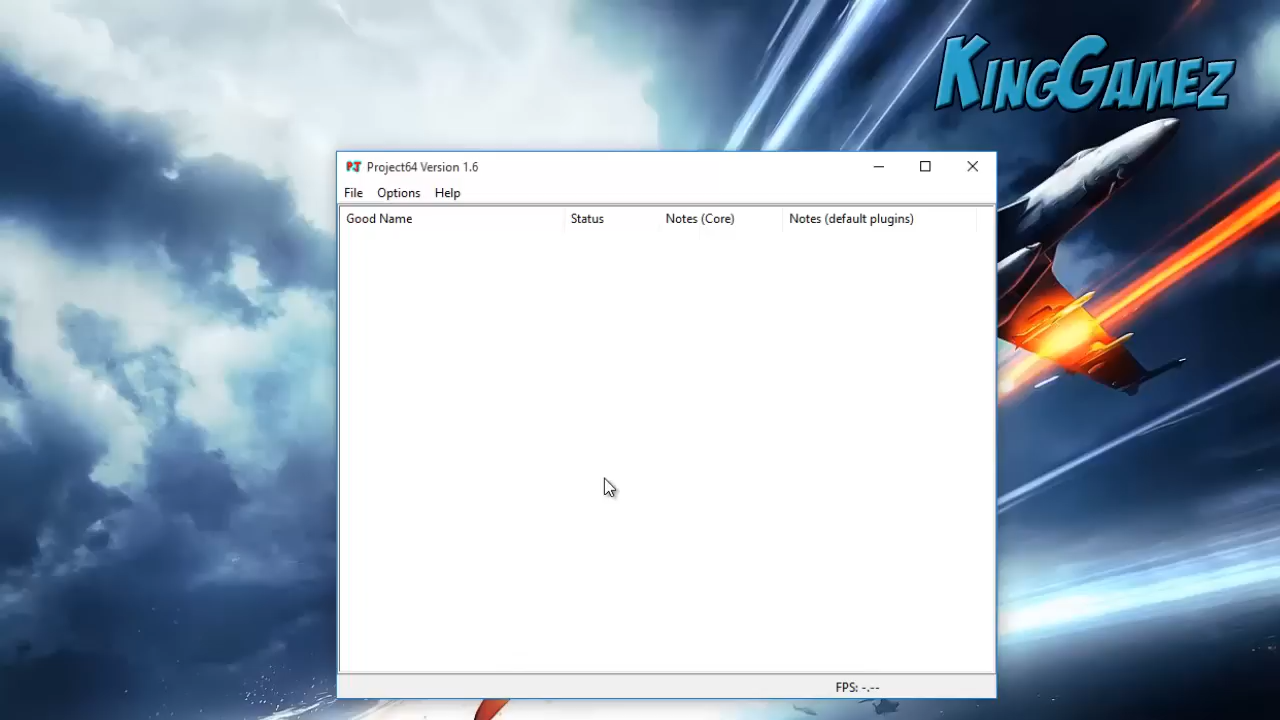 KingGamez
Project64 Version 1.6
File Options Help
Good Name Status Notes (Core) Notes (default plugins)
FPS: -.--